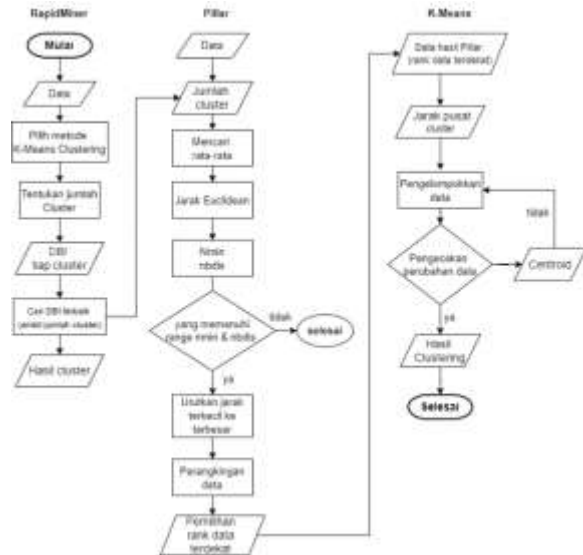 RapidMiner
Mulai
Data
Pilih metode
K-Means Clustering
Tentukan jumlah
Cluster
DBI
tiap cluster
Cari DBI terbaik
(ambil jumlah cluster)
Hasil cluster
Pillar
Data
Jumlah
cluster
Mencari
rata-rata
Jarak Euclidean
Nmin
nbdis
yang memenuhi
range nmin & nbdis
tidak
selesai
ya
Urutkan jarak
terkecil ke
terbesar
Perangkingan
data
Pemilihan
rank data
terdekat
K-Means
Data hasil Pillar
(rank data terdekat)
Jarak pusat
cluster
Pengelompokkan
data
tidak
Pengecekan
perubahan data
Centroid
ya
Hasil
Clustering
Selesai